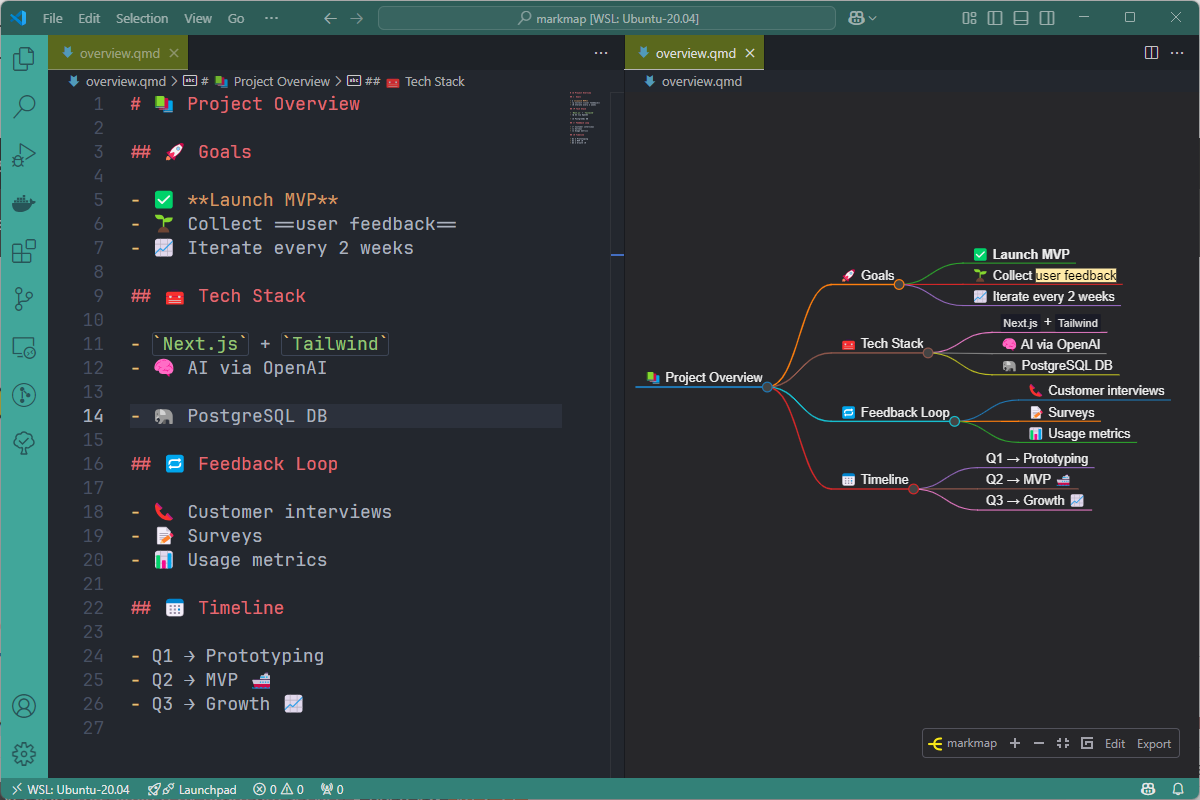 File Edit Selection View Go ··· markmap [WSL: Ubuntu-20.04]
overview.qmd
overview.qmd > # 📚 Project Overview > ## 🧰 Tech Stack
1 # 📚 Project Overview
2
3 ## 🚀 Goals
4
5 - ✅ **Launch MVP**
6 - 🌱 Collect ==user feedback==
7 - 📈 Iterate every 2 weeks
8
9 ## 🧰 Tech Stack
10
11 - `Next.js` + `Tailwind`
12 - 🧠 AI via OpenAI
13
14 - 🐘 PostgreSQL DB
15
16 ## 🔁 Feedback Loop
17
18 - 📞 Customer interviews
19 - 📝 Surveys
20 - 📊 Usage metrics
21
22 ## 🗓️ Timeline
23
24 - Q1 → Prototyping
25 - Q2 → MVP 🚢
26 - Q3 → Growth 📈
27
overview.qmd
overview.qmd
📚 Project Overview
🚀 Goals
✅ Launch MVP
🌱 Collect user feedback
📈 Iterate every 2 weeks
🧰 Tech Stack
Next.js + Tailwind
🧠 AI via OpenAI
🐘 PostgreSQL DB
🔁 Feedback Loop
📞 Customer interviews
📝 Surveys
📊 Usage metrics
🗓️ Timeline
Q1 → Prototyping
Q2 → MVP 🚢
Q3 → Growth 📈
markmap + − Edit Export
WSL: Ubuntu-20.04 Launchpad 0 0 0